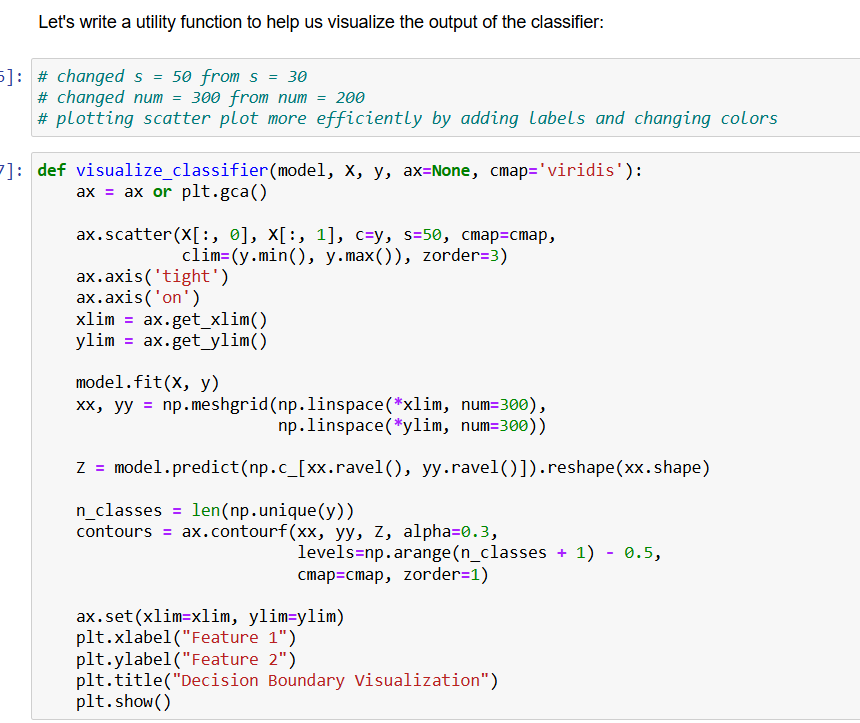 Let's write a utility function to help us visualize the output of the classifier:
5]: # changed s = 50 from s = 30
# changed num = 300 from num = 200
# plotting scatter plot more efficiently by adding labels and changing colors
7]: def visualize_classifier(model, X, y, ax=None, cmap='viridis'):
    ax = ax or plt.gca()

    ax.scatter(X[:, 0], X[:, 1], c=y, s=50, cmap=cmap,
               clim=(y.min(), y.max()), zorder=3)
    ax.axis('tight')
    ax.axis('on')
    xlim = ax.get_xlim()
    ylim = ax.get_ylim()

    model.fit(X, y)
    xx, yy = np.meshgrid(np.linspace(*xlim, num=300),
                         np.linspace(*ylim, num=300))

    Z = model.predict(np.c_[xx.ravel(), yy.ravel()]).reshape(xx.shape)

    n_classes = len(np.unique(y))
    contours = ax.contourf(xx, yy, Z, alpha=0.3,
                           levels=np.arange(n_classes + 1) - 0.5,
                           cmap=cmap, zorder=1)

    ax.set(xlim=xlim, ylim=ylim)
    plt.xlabel("Feature 1")
    plt.ylabel("Feature 2")
    plt.title("Decision Boundary Visualization")
    plt.show()